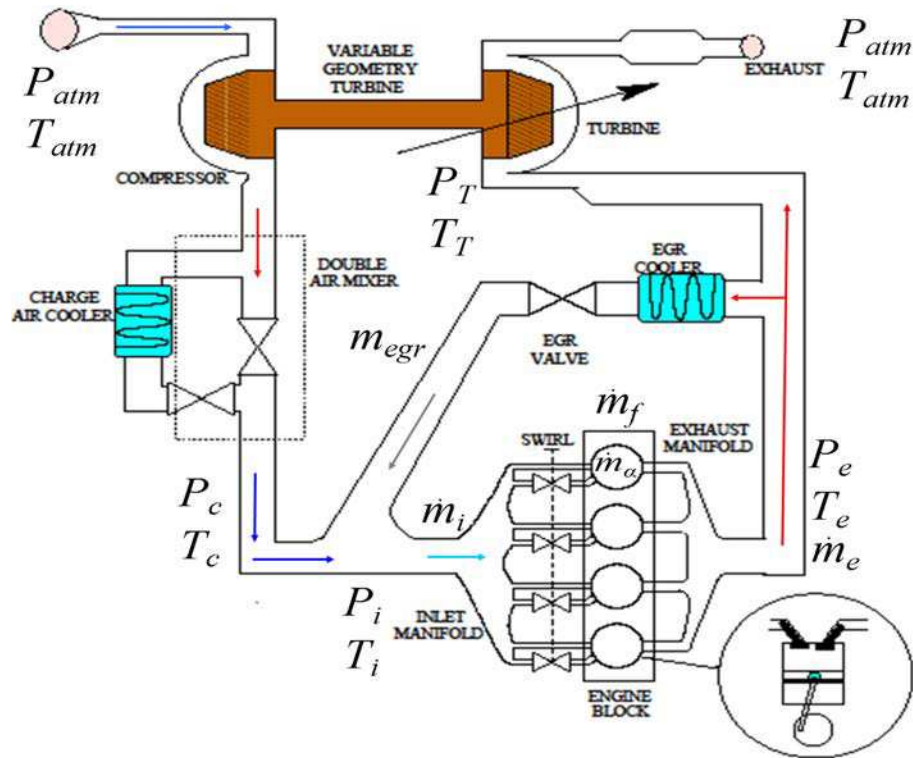 VARIABLE
GEOMETRY
TURBINE
P_atm
T_atm
P_atm
T_atm
EXHAUST
TURBINE
COMPRESSOR
P_T
T_T
DOUBLE
AIR MIXER
EGR
COOLER
CHARGE
AIR COOLER
m_egr
EGR
VALVE
ṁ_f
SWIRL
EXHAUST
MANIFOLD
ṁ_α
P_c
T_c
ṁ_i
P_e
T_e
ṁ_e
P_i
T_i
INLET
MANIFOLD
ENGINE
BLOCK